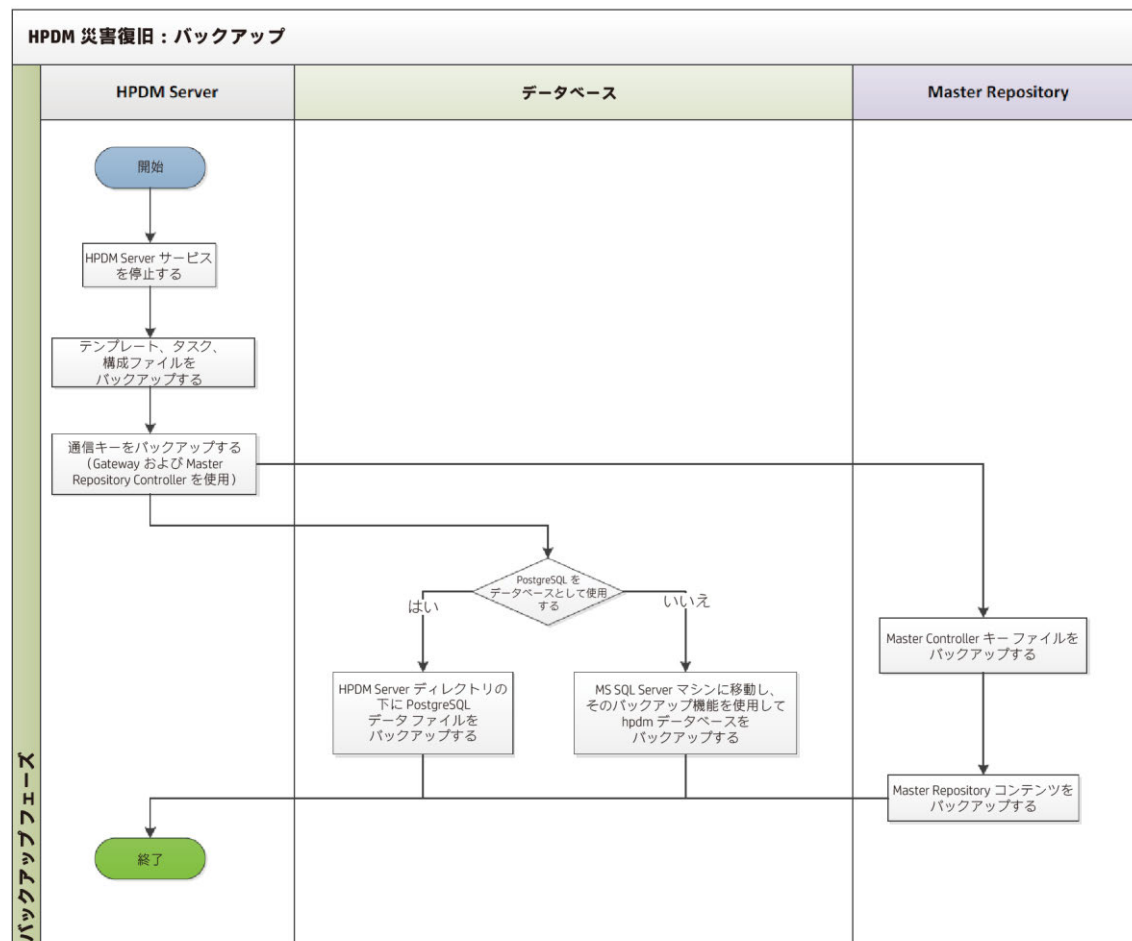 HPDM 災害復旧：バックアップ
HPDM Server
データベース
Master Repository
開始
HPDM Server サービス
を停止する
テンプレート、タスク、
構成ファイルを
バックアップする
通信キーをバックアップする
（Gateway および Master
Repository Controller を使用）
PostgreSQL を
データベースとして使用
する
はい
いいえ
Master Controller キー ファイルを
バックアップする
HPDM Server ディレクトリの
下に PostgreSQL
データ ファイルを
バックアップする
MS SQL Server マシンに移動し、
そのバックアップ機能を使用して
hpdm データベースを
バックアップする
Master Repository コンテンツを
バックアップする
終了
バックアップフェーズ